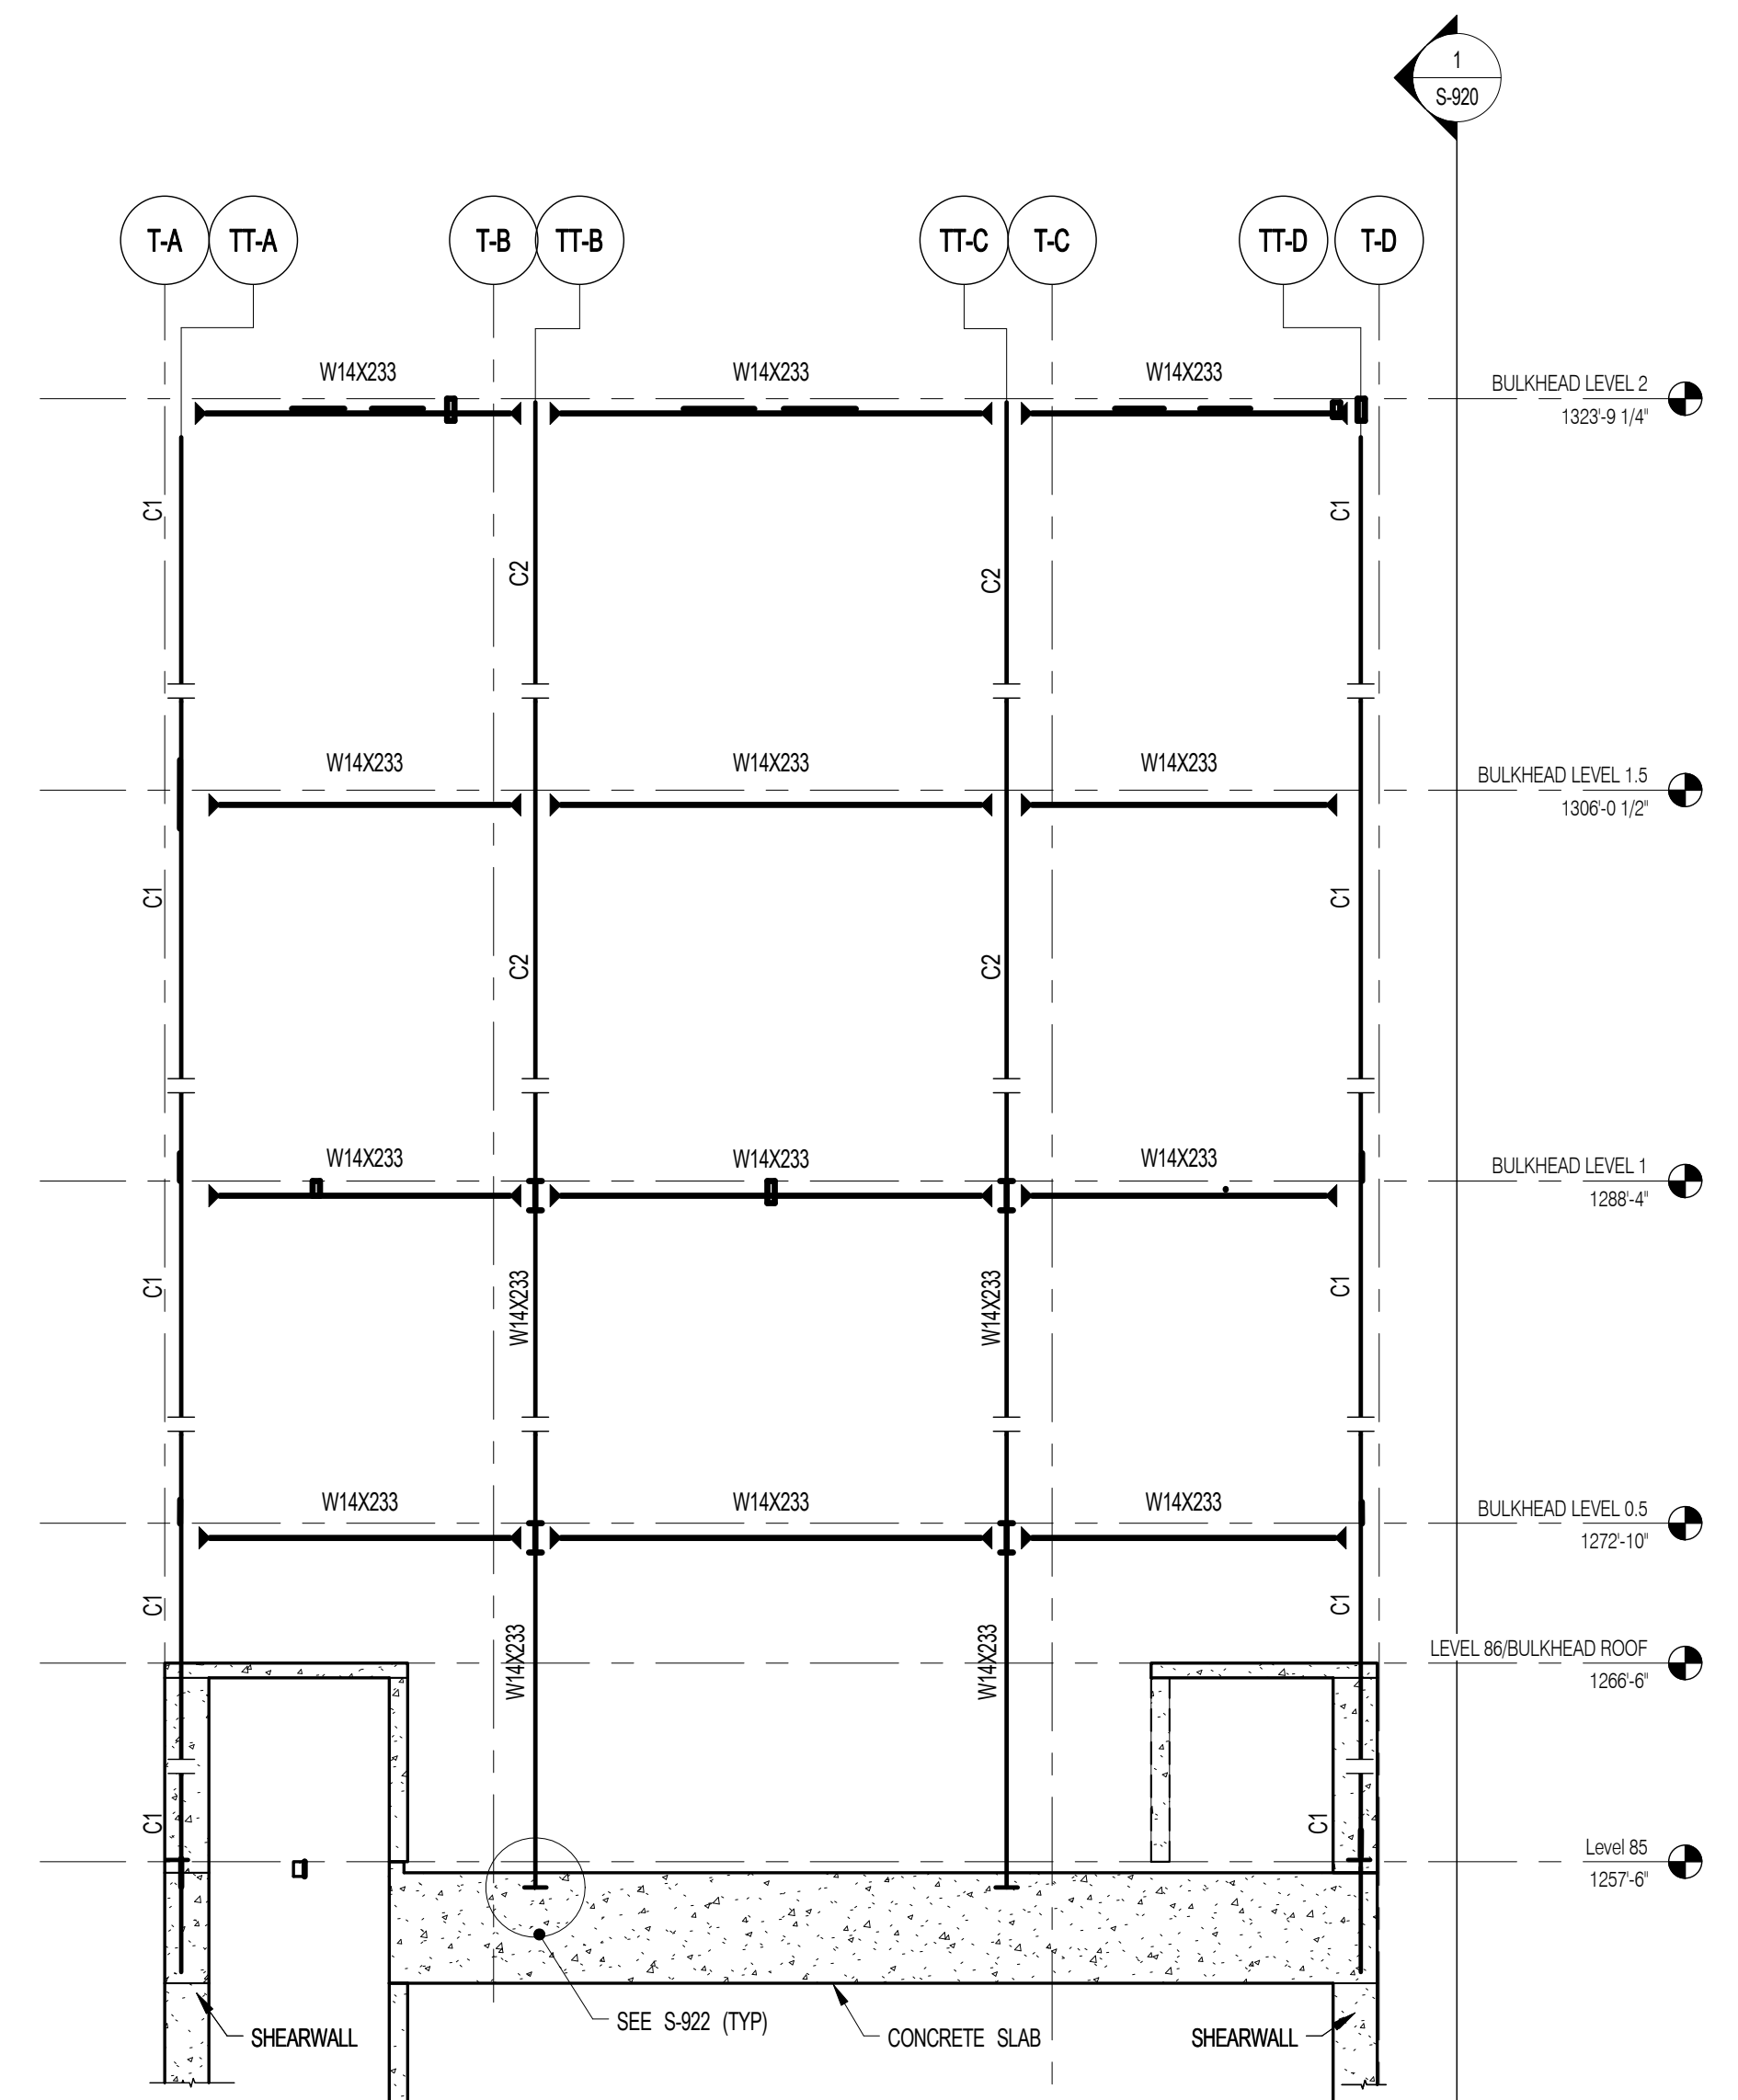 1
S-920
T-A TT-A T-B TT-B TT-C T-C TT-D T-D
W14X233 W14X233 W14X233
BULKHEAD LEVEL 2
1323'-9 1/4"
C1 C1
C2 C2
W14X233 W14X233 W14X233
BULKHEAD LEVEL 1.5
1306'-0 1/2"
C1 C1
C2 C2
W14X233 W14X233 W14X233
BULKHEAD LEVEL 1
1288'-4"
C1 W14X233 W14X233 C1
W14X233 W14X233 W14X233
BULKHEAD LEVEL 0.5
1272'-10"
C1 C1
W14X233 W14X233
LEVEL 86/BULKHEAD ROOF
1266'-6"
C1 C1
Level 85
1257'-6"
SEE S-922 (TYP)
SHEARWALL CONCRETE SLAB SHEARWALL